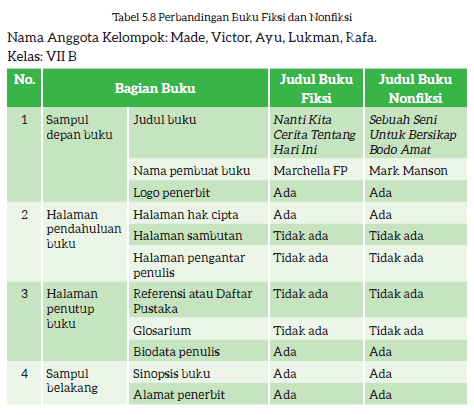 Tabel 5.8 Perbandingan Buku Fiksi dan Nonfiksi
Nama Anggota Kelompok: Made, Victor, Ayu, Lukman, Rafa.
Kelas: VII B
No. Bagian Buku Judul Buku Fiksi Judul Buku Nonfiksi
1 Sampul depan buku Judul buku Nanti Kita Cerita Tentang Hari Ini Sebuah Seni Untuk Bersikap Bodo Amat
Nama pembuat buku Marchella FP Mark Manson
Logo penerbit Ada Ada
2 Halaman pendahuluan buku Halaman hak cipta Ada Ada
Halaman sambutan Tidak ada Tidak ada
Halaman pengantar penulis Tidak ada Tidak ada
3 Halaman penutup buku Referensi atau Daftar Pustaka Tidak ada Tidak ada
Glosarium Tidak ada Tidak ada
Biodata penulis Ada Ada
4 Sampul belakang Sinopsis buku Ada Ada
Alamat penerbit Ada Ada